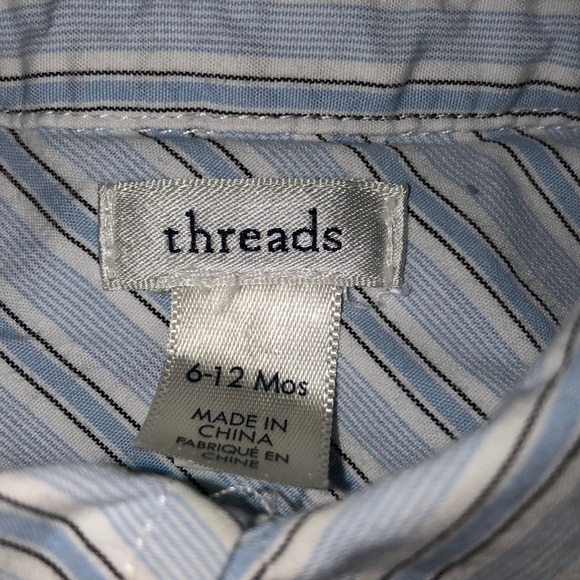 threads
6-12 Mos
MADE IN
CHINA
FABRIQUÉ EN
CHINE